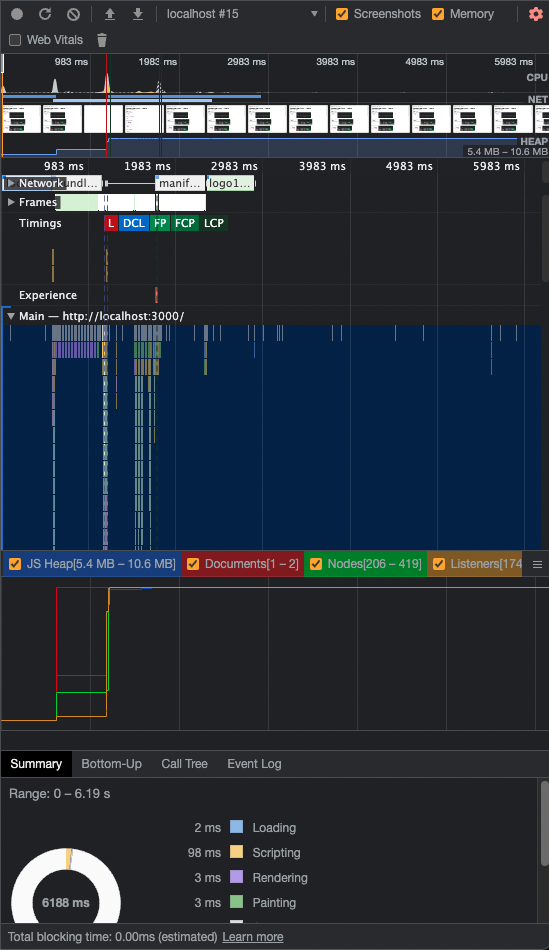 localhost #15 Screenshots Memory
Web Vitals
983 ms 1983 ms 2983 ms 3983 ms 4983 ms 5983 ms
CPU
NET
HEAP
5.4 MB – 10.6 MB
983 ms 1983 ms 2983 ms 3983 ms 4983 ms 5983 ms
Network undl... manif... logo1...
Frames
Timings L DCL FP FCP LCP
Experience
Main — http://localhost:3000/
JS Heap[5.4 MB – 10.6 MB] Documents[1 – 2] Nodes[206 – 419] Listeners[174
Summary Bottom-Up Call Tree Event Log
Range: 0 – 6.19 s
2 ms Loading
98 ms Scripting
3 ms Rendering
3 ms Painting
6188 ms
Total blocking time: 0.00ms (estimated) Learn more